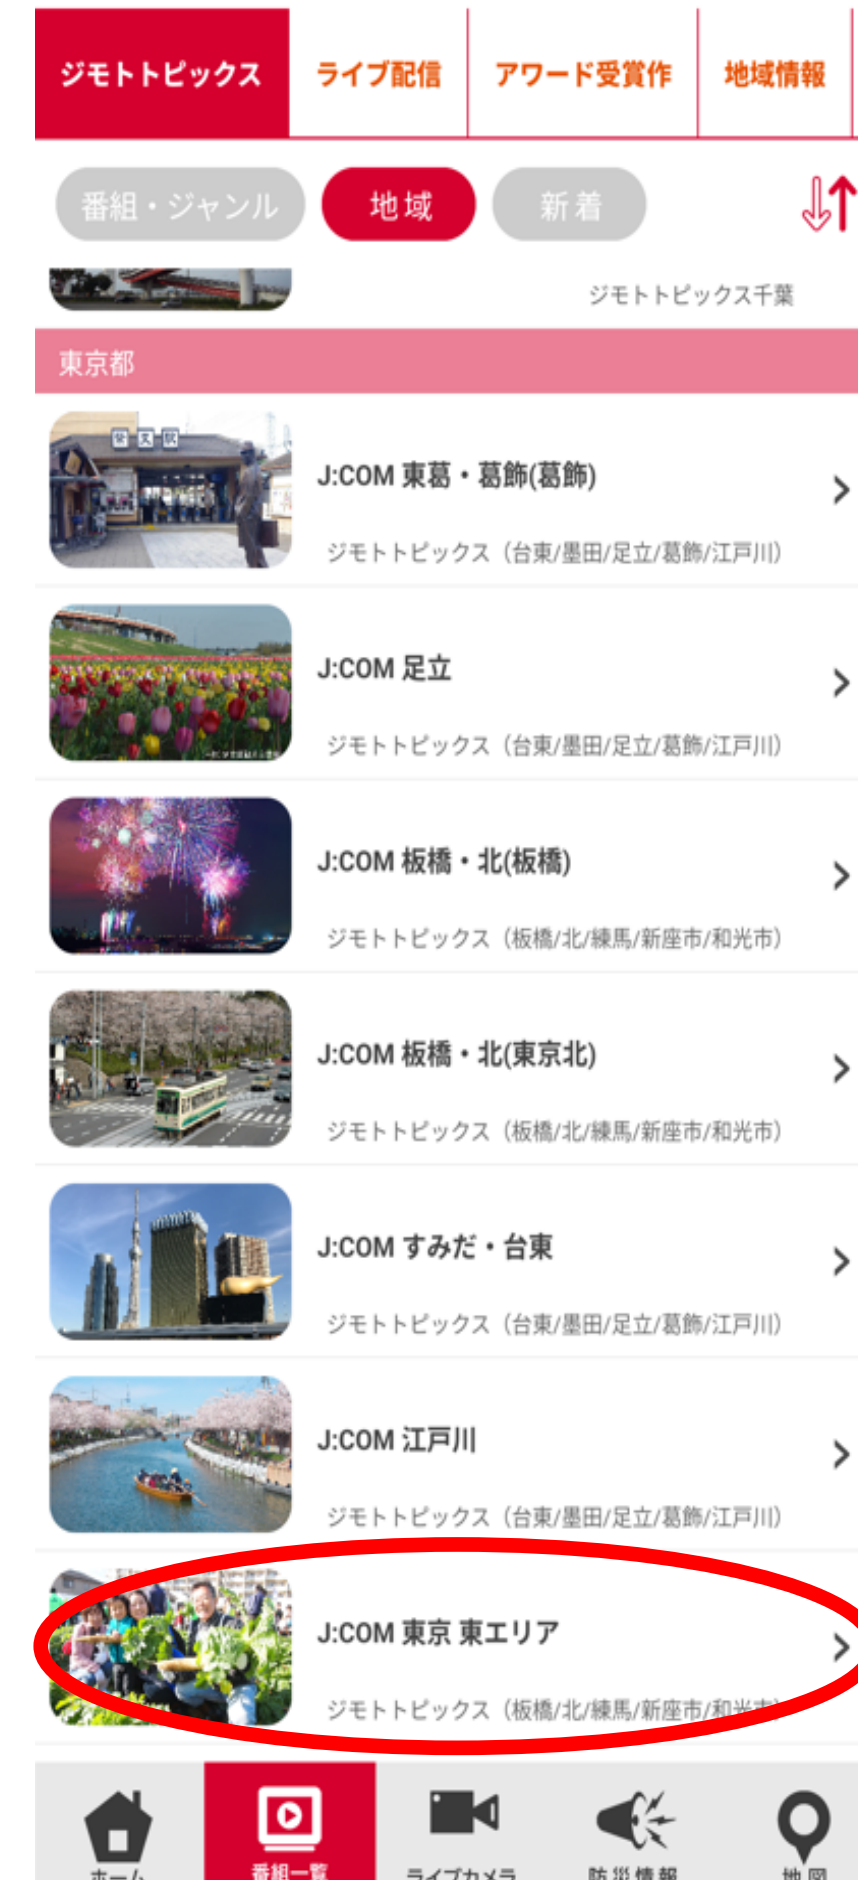 ジモトトピックス ライブ配信 アワード受賞作 地域情報
番組・ジャンル 地域 新着
ジモトトピックス千葉
東京都
柴又駅
J:COM 東葛・葛飾(葛飾)
ジモトトピックス（台東/墨田/足立/葛飾/江戸川）
J:COM 足立
ジモトトピックス（台東/墨田/足立/葛飾/江戸川）
J:COM 板橋・北(板橋)
ジモトトピックス（板橋/北/練馬/新座市/和光市）
J:COM 板橋・北(東京北)
ジモトトピックス（板橋/北/練馬/新座市/和光市）
J:COM すみだ・台東
ジモトトピックス（台東/墨田/足立/葛飾/江戸川）
J:COM 江戸川
ジモトトピックス（台東/墨田/足立/葛飾/江戸川）
J:COM 東京 東エリア
ジモトトピックス（板橋/北/練馬/新座市/和光市）
ホーム 番組一覧 ライブカメラ 防災情報 地図